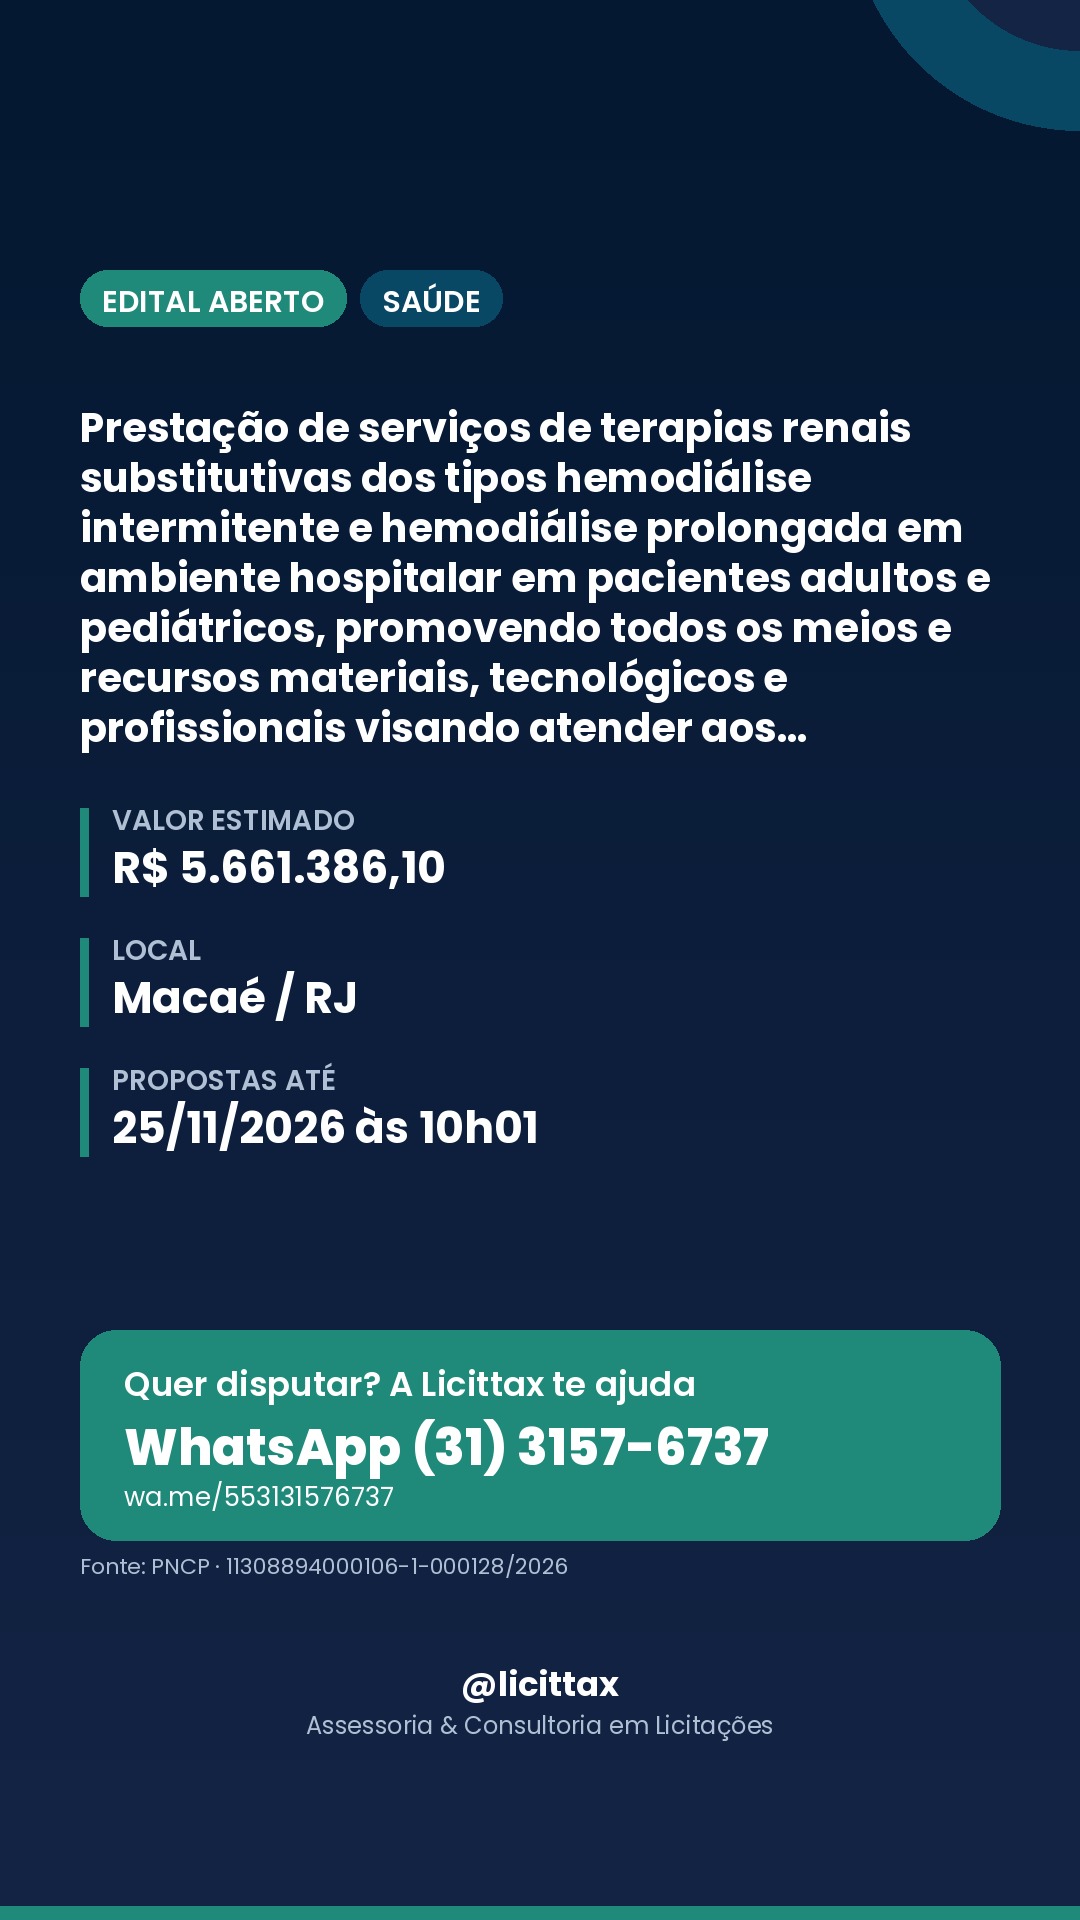 EDITAL ABERTO SAÚDE
Prestação de serviços de terapias renais
substitutivas dos tipos hemodiálise
intermitente e hemodiálise prolongada em
ambiente hospitalar em pacientes adultos e
pediátricos, promovendo todos os meios e
recursos materiais, tecnológicos e
profissionais visando atender aos...
VALOR ESTIMADO
R$ 5.661.386,10
LOCAL
Macaé / RJ
PROPOSTAS ATÉ
25/11/2026 às 10h01
Quer disputar? A Licittax te ajuda
WhatsApp (31) 3157-6737
wa.me/553131576737
Fonte: PNCP · 11308894000106-1-000128/2026
@licittax
Assessoria & Consultoria em Licitações